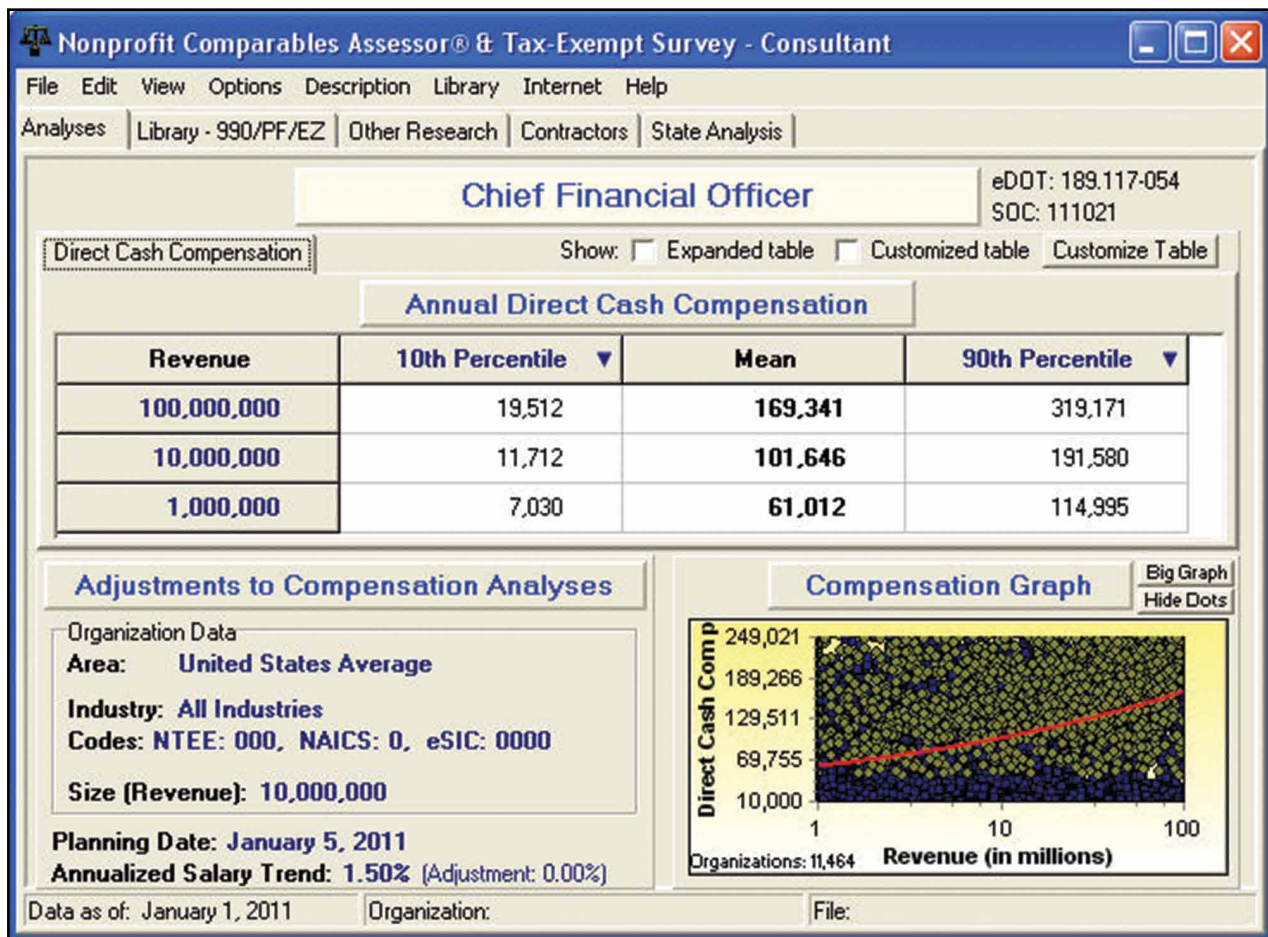 Nonprofit Comparables Assessor® & Tax-Exempt Survey - Consultant
File Edit View Options Description Library Internet Help
Analyses Library - 990/PF/EZ Other Research Contractors State Analysis
Chief Financial Officer
eDOT: 189.117-054
SOC: 111021
Direct Cash Compensation Show: Expanded table Customized table Customize Table
Annual Direct Cash Compensation
Revenue 10th Percentile ▼ Mean 90th Percentile ▼
100,000,000 19,512 169,341 319,171
10,000,000 11,712 101,646 191,580
1,000,000 7,030 61,012 114,995
Adjustments to Compensation Analyses
Organization Data
Area: United States Average
Industry: All Industries
Codes: NTEE: 000, NAICS: 0, eSIC: 0000
Size (Revenue): 10,000,000
Planning Date: January 5, 2011
Annualized Salary Trend: 1.50% (Adjustment: 0.00%)
Compensation Graph
Big Graph
Hide Dots
Direct Cash Comp
249,021
189,266
129,511
69,755
10,000
1 10 100
Organizations: 11,464 Revenue (in millions)
Data as of: January 1, 2011 Organization: File: